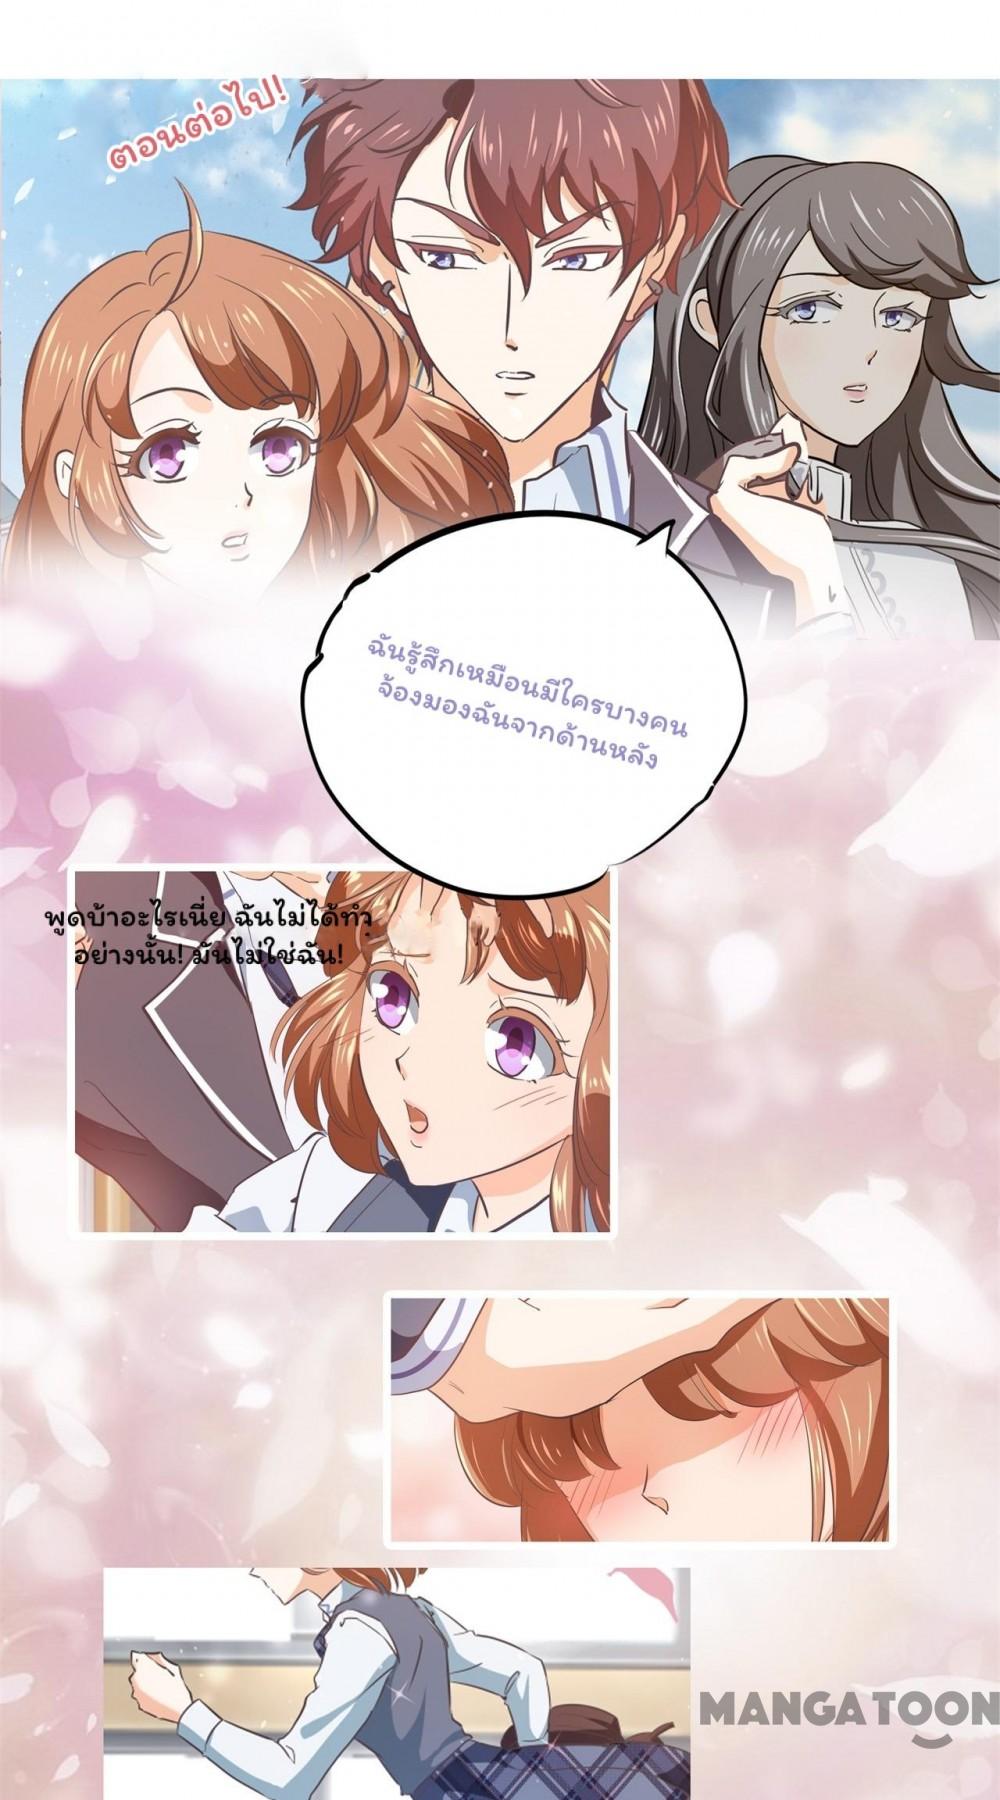 ตอนต่อไป!
ฉันรู้สึกเหมือนมีใครบางคน
จ้องมองฉันจากด้านหลัง
พูดบ้าอะไรเนี่ย ฉันไม่ได้ทำ
อย่างนั้น! มันไม่ใช่ฉัน!
MANGATOON